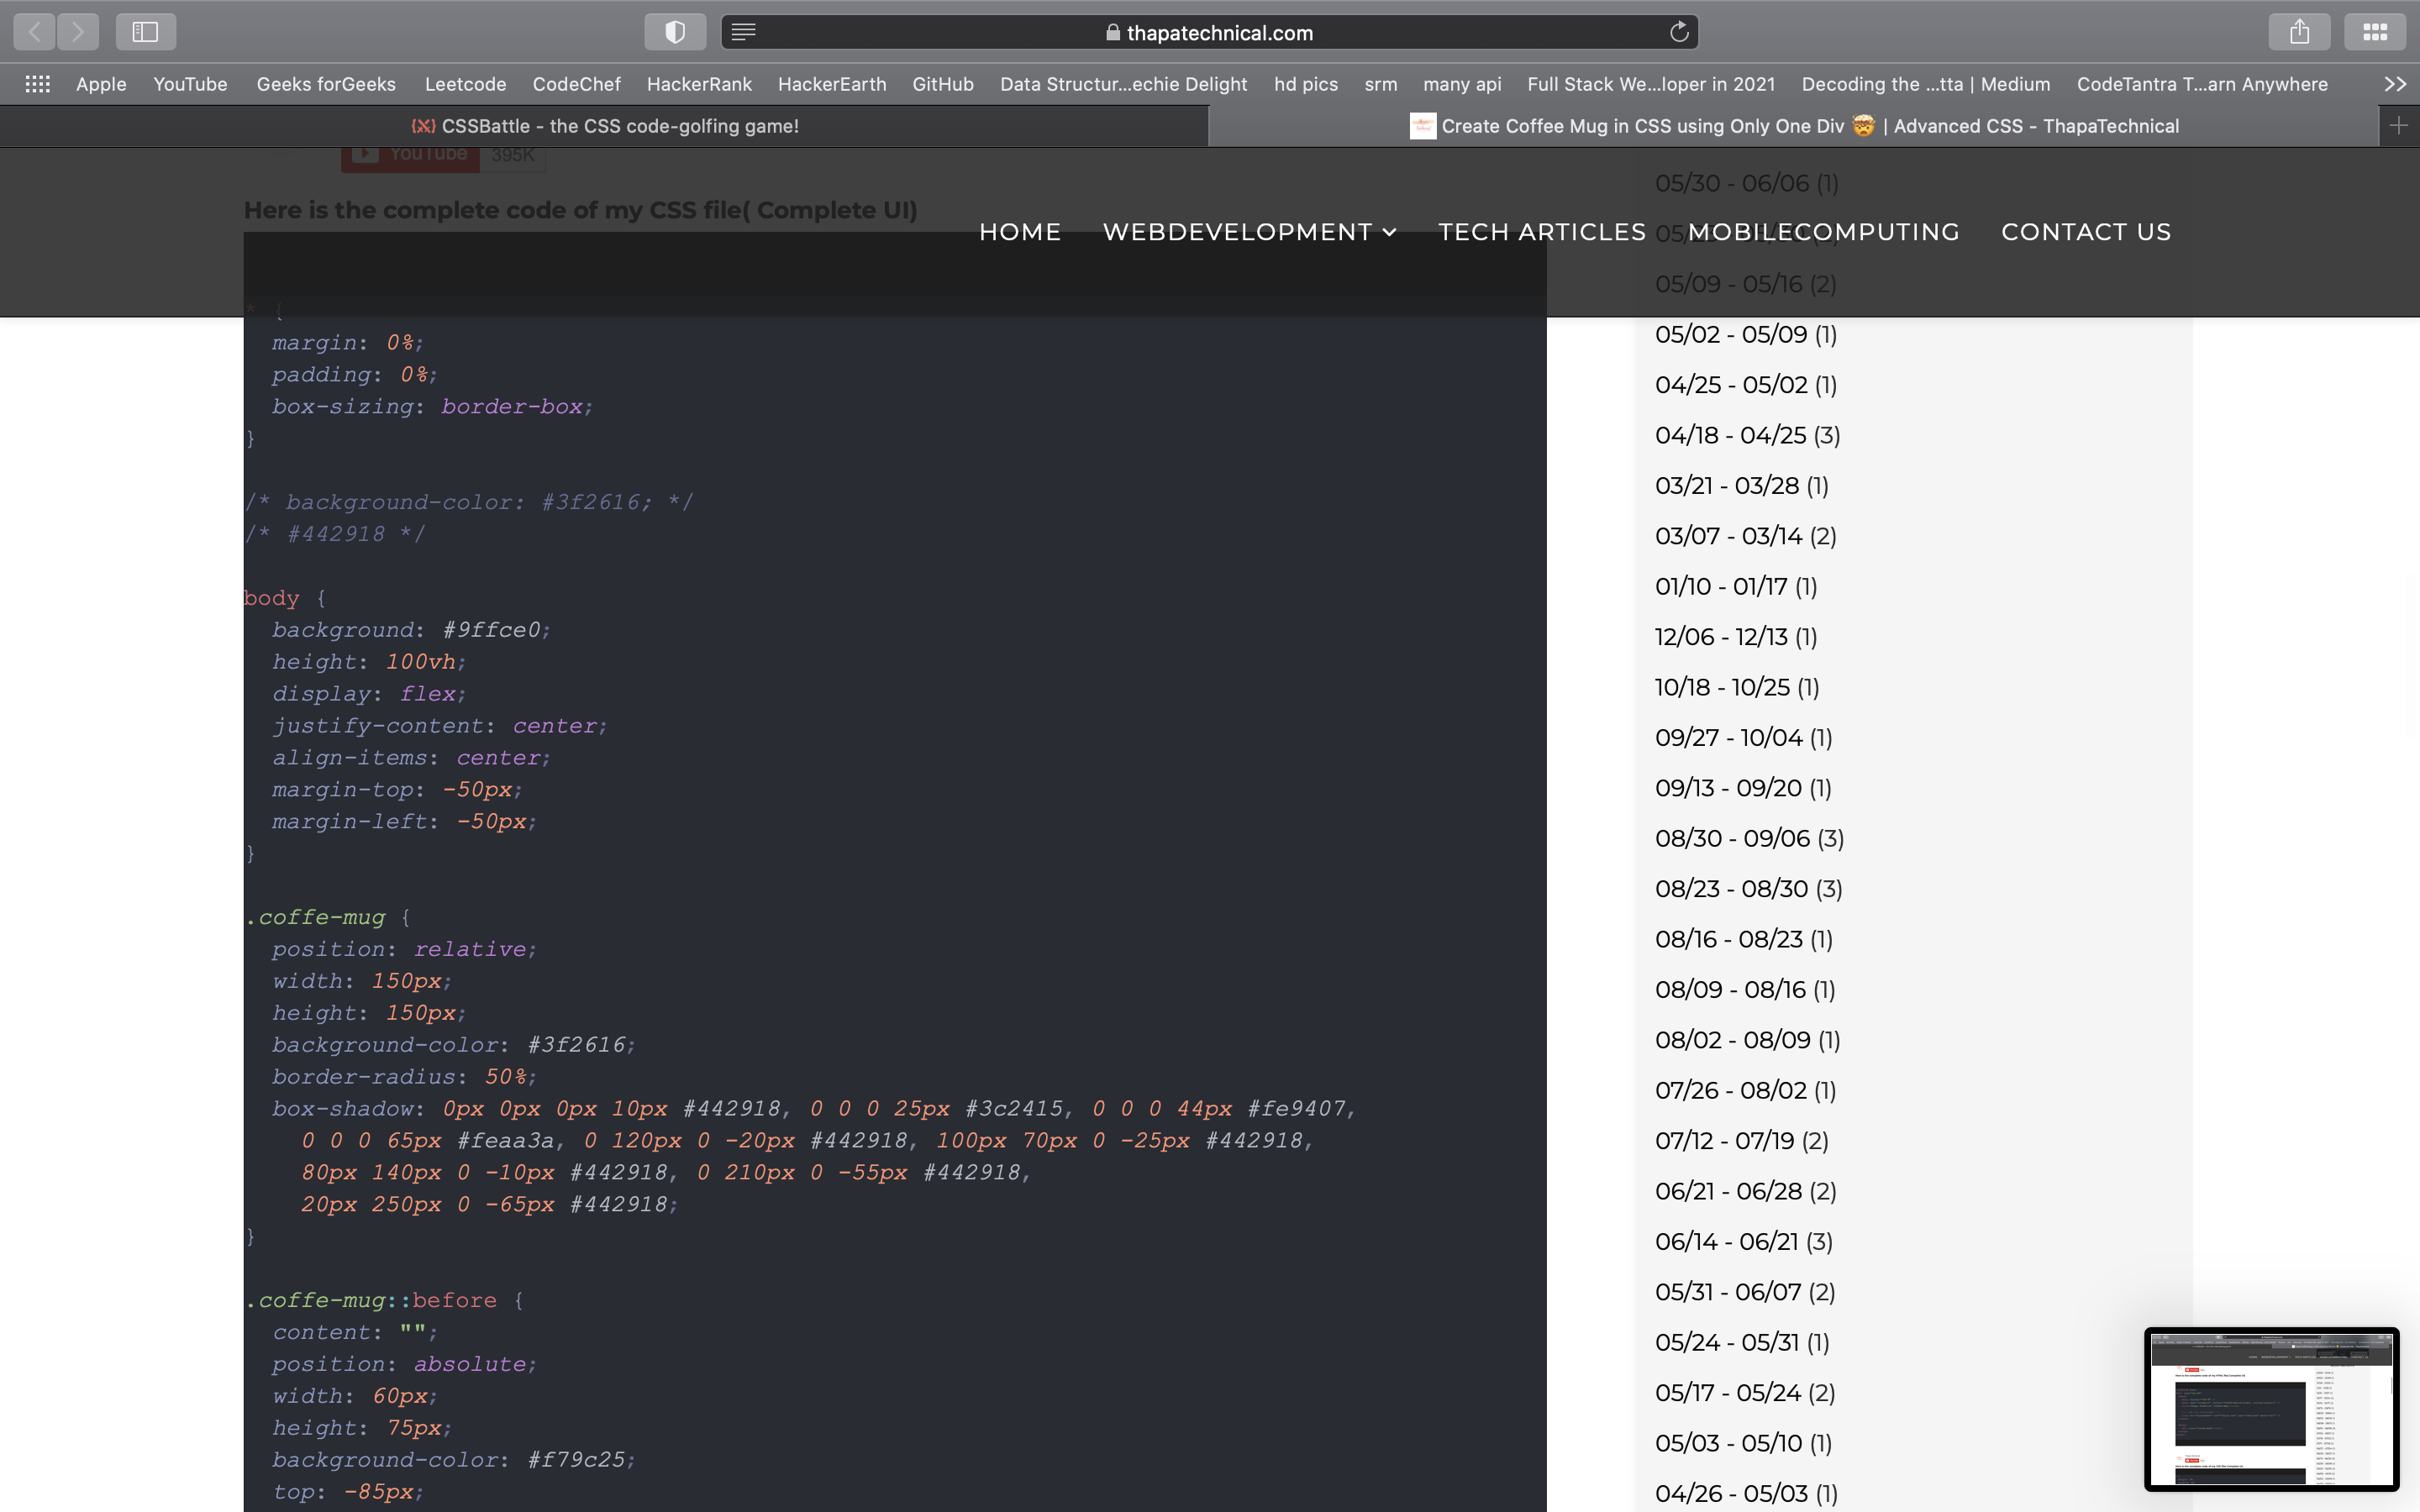 thapatechnical.com
Apple YouTube Geeks forGeeks Leetcode CodeChef HackerRank HackerEarth GitHub Data Structur...echie Delight hd pics srm many api Full Stack We...loper in 2021 Decoding the ...tta | Medium CodeTantra T...arn Anywhere
CSSBattle - the CSS code-golfing game!
Create Coffee Mug in CSS using Only One Div 🤯 | Advanced CSS - ThapaTechnical
YouTube 395K
Here is the complete code of my CSS file( Complete UI)
HOME WEBDEVELOPMENT TECH ARTICLES MOBILECOMPUTING CONTACT US
* {
  margin: 0%;
  padding: 0%;
  box-sizing: border-box;
}
/* background-color: #3f2616; */
/* #442918 */
body {
  background: #9ffce0;
  height: 100vh;
  display: flex;
  justify-content: center;
  align-items: center;
  margin-top: -50px;
  margin-left: -50px;
}
.coffe-mug {
  position: relative;
  width: 150px;
  height: 150px;
  background-color: #3f2616;
  border-radius: 50%;
  box-shadow: 0px 0px 0px 10px #442918, 0 0 0 25px #3c2415, 0 0 0 44px #fe9407,
    0 0 0 65px #feaa3a, 0 120px 0 -20px #442918, 100px 70px 0 -25px #442918,
    80px 140px 0 -10px #442918, 0 210px 0 -55px #442918,
    20px 250px 0 -65px #442918;
}
.coffe-mug::before {
  content: "";
  position: absolute;
  width: 60px;
  height: 75px;
  background-color: #f79c25;
  top: -85px;
05/30 - 06/06 (1)
05/09 - 05/16 (2)
05/02 - 05/09 (1)
04/25 - 05/02 (1)
04/18 - 04/25 (3)
03/21 - 03/28 (1)
03/07 - 03/14 (2)
01/10 - 01/17 (1)
12/06 - 12/13 (1)
10/18 - 10/25 (1)
09/27 - 10/04 (1)
09/13 - 09/20 (1)
08/30 - 09/06 (3)
08/23 - 08/30 (3)
08/16 - 08/23 (1)
08/09 - 08/16 (1)
08/02 - 08/09 (1)
07/26 - 08/02 (1)
07/12 - 07/19 (2)
06/21 - 06/28 (2)
06/14 - 06/21 (3)
05/31 - 06/07 (2)
05/24 - 05/31 (1)
05/17 - 05/24 (2)
05/03 - 05/10 (1)
04/26 - 05/03 (1)